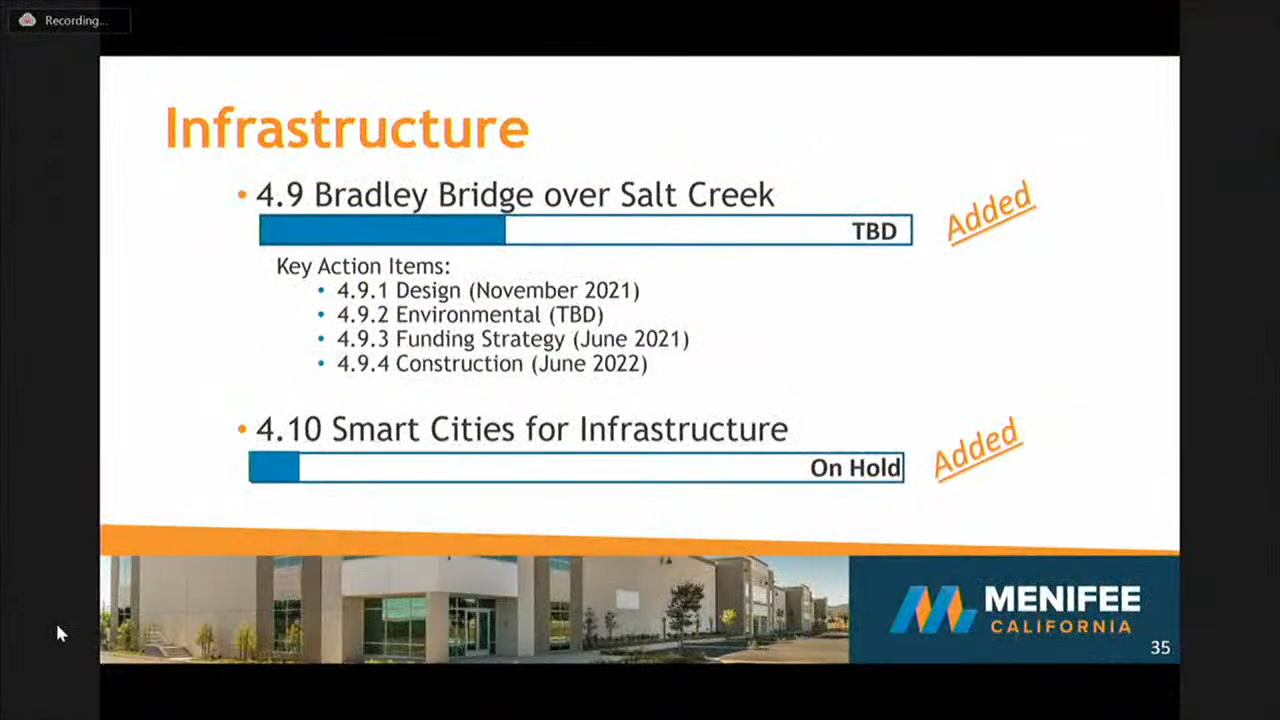 Recording...
Infrastructure
• 4.9 Bradley Bridge over Salt Creek
TBD
Added
Key Action Items:
• 4.9.1 Design (November 2021)
• 4.9.2 Environmental (TBD)
• 4.9.3 Funding Strategy (June 2021)
• 4.9.4 Construction (June 2022)
• 4.10 Smart Cities for Infrastructure
On Hold
Added
MENIFEE
CALIFORNIA
35